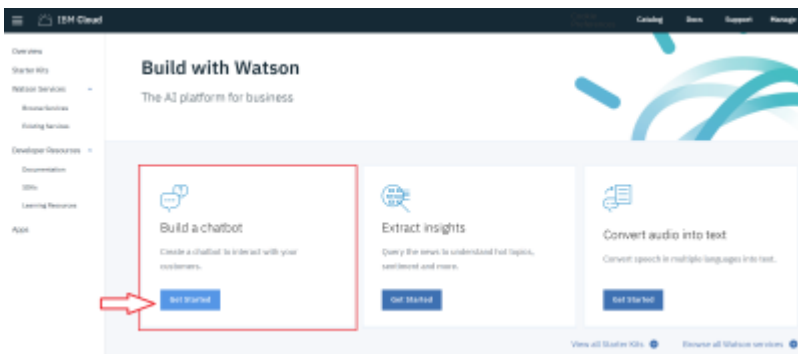 IBM Cloud
Catalog Docs Support Manage
Overview
Starter Kits
Watson Services
Browse Services
Existing Services
Developer Resources
Documentation
SDKs
Learning Resources
Apps
Build with Watson
The AI platform for business
Build a chatbot
Create a chatbot to interact with your
customers.
Get Started
Extract insights
Query the news to understand hot topics,
sentiment and more.
Get Started
Convert audio into text
Convert speech in multiple languages into text.
Get Started
View all Starter Kits
Browse all Watson services